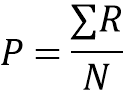 P = ∑R / N